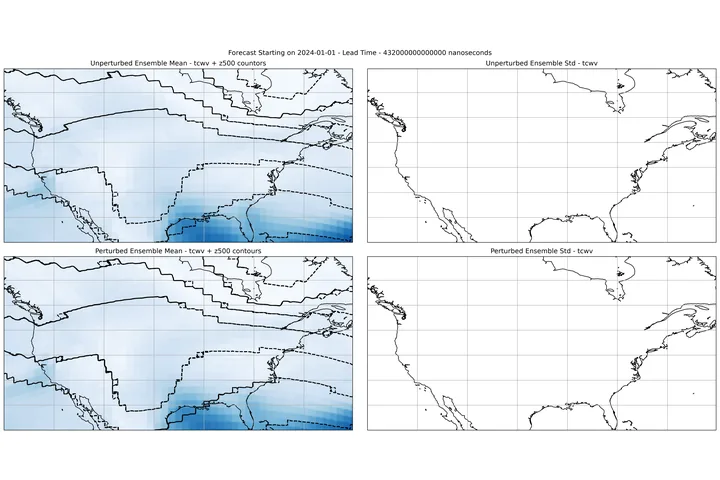 Forecast Starting on 2024-01-01 - Lead Time - 432000000000000 nanoseconds
Unperturbed Ensemble Mean - tcwv + z500 countors
Unperturbed Ensemble Std - tcwv
Perturbed Ensemble Mean - tcwv + z500 contours
Perturbed Ensemble Std - tcwv